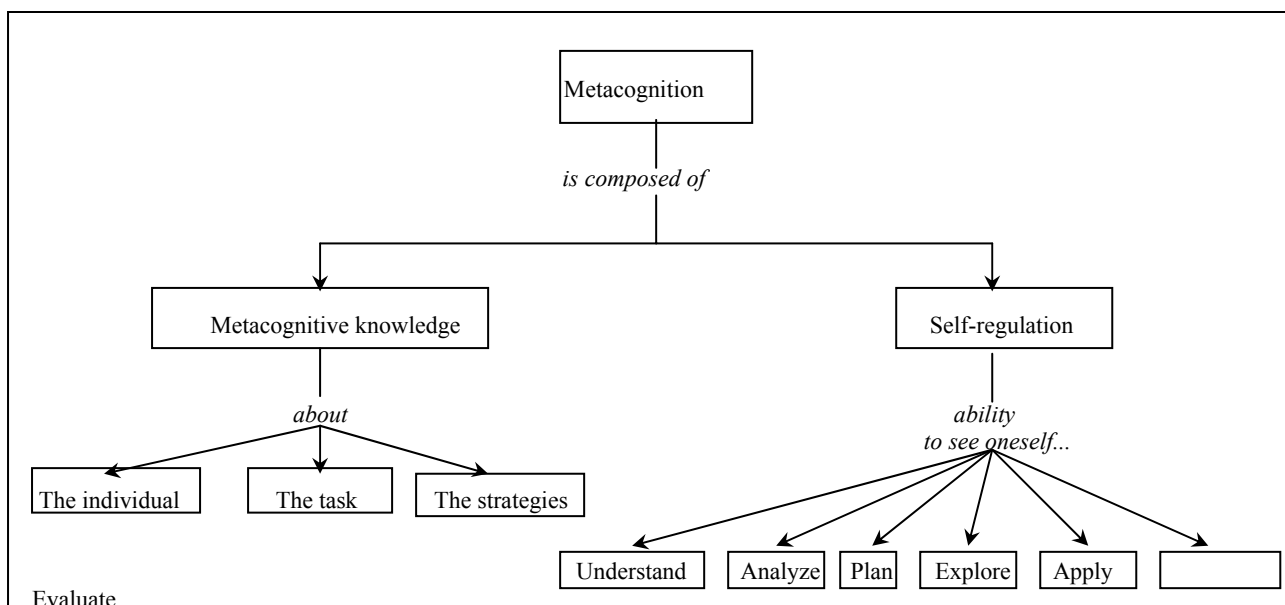 Metacognition
is composed of
Metacognitive knowledge
Self-regulation
about
ability
to see oneself...
The individual
The task
The strategies
Understand
Analyze
Plan
Explore
Apply
Evaluate